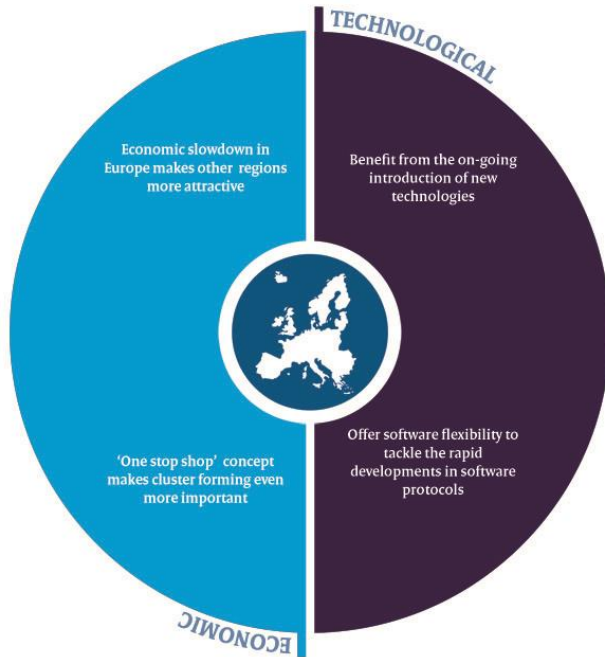 TECHNOLOGICAL
Economic slowdown in
Europe makes other regions
more attractive
Benefit from the on-going
introduction of new
technologies
'One stop shop' concept
makes cluster forming even
more important
Offer software flexibility to
tackle the rapid
developments in software
protocols
ECONOMIC